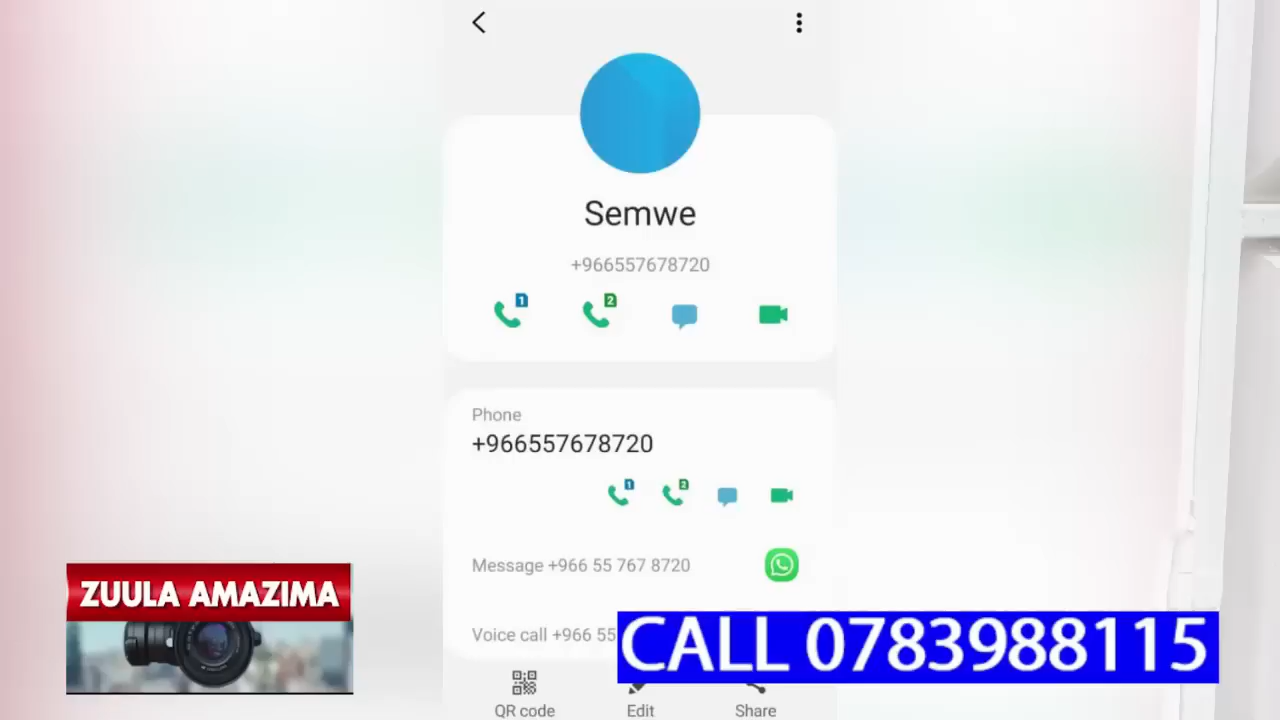 Semwe
+966557678720
1
2
Phone
+966557678720
1
2
Message +966 55 767 8720
Voice call +966 55
ZUULA AMAZIMA
CALL 0783988115
QR code
Edit
Share